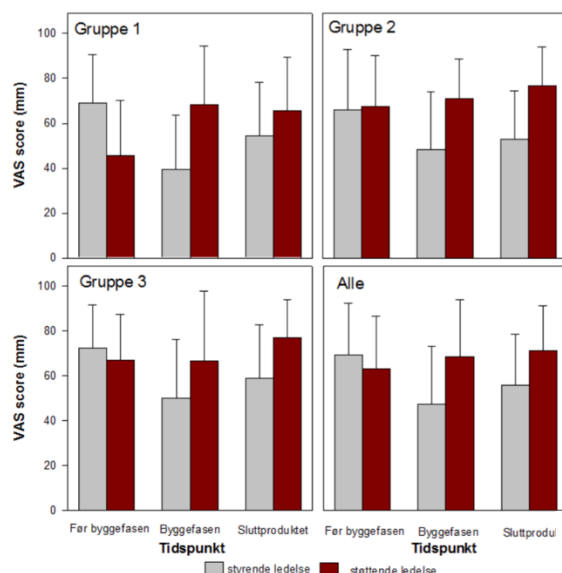 Gruppe 1
Gruppe 2
VAS score (mm)
100
80
60
40
20
0
Gruppe 3
Alle
VAS score (mm)
100
80
60
40
20
0
Før byggefasen Byggefasen Sluttproduktet
Før byggefasen Byggefasen Sluttprodul
Tidspunkt
Tidspunkt
styrende ledelse støttende ledelse